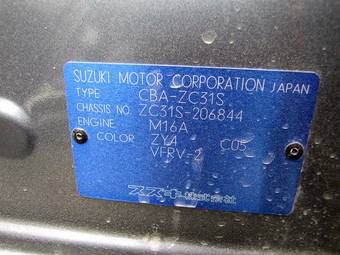 SUZUKI MOTOR CORPORATION JAPAN
TYPE CBA-ZC31S
CHASSIS NO. ZC31S-206844
ENGINE M16A
COLOR ZY4 C05
VFRV-2
スズキ株式会社